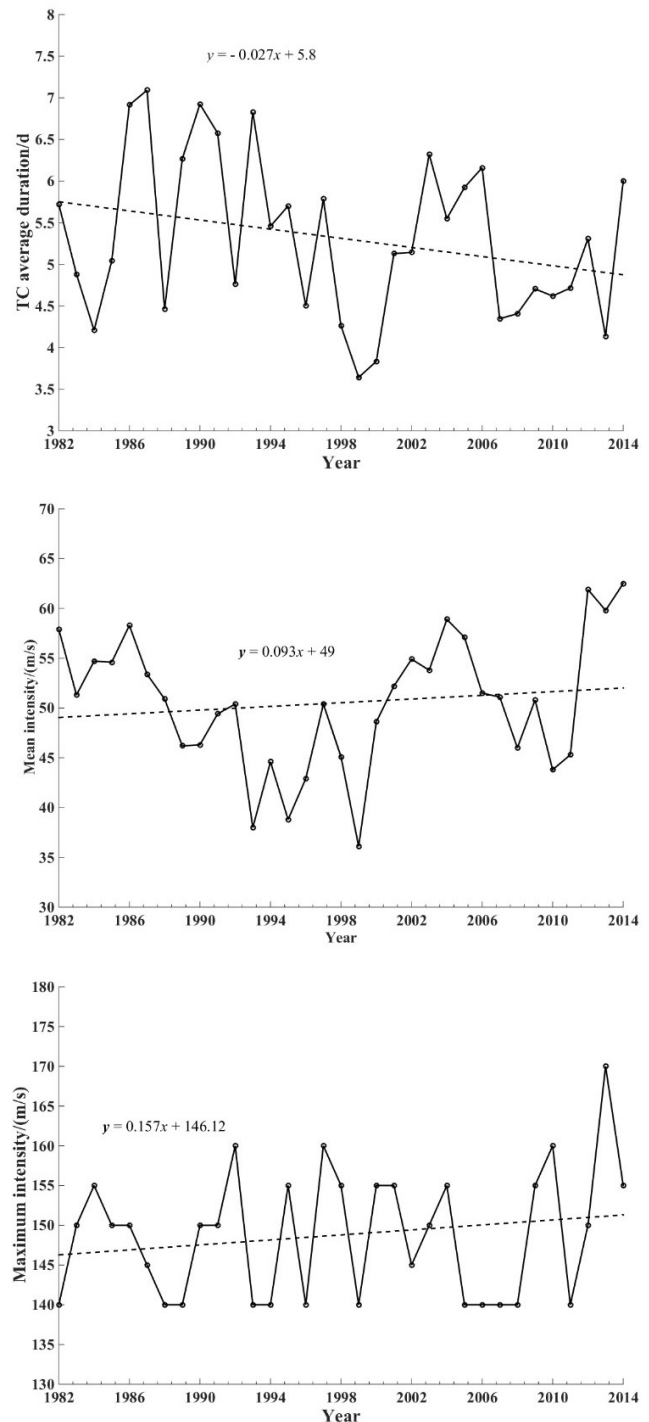 8
7.5
y = - 0.027x + 5.8
7
6.5
6
5.5
5
4.5
4
3.5
3
TC average duration/d
1982 1986 1990 1994 1998 2002 2006 2010 2014
Year
70
65
60
y = 0.093x + 49
55
50
45
40
35
30
Mean intensity/(m/s)
1982 1986 1990 1994 1998 2002 2006 2010 2014
Year
180
175
170
165
y = 0.157x + 146.12
160
155
150
145
140
135
130
Maximum intensity/(m/s)
1982 1986 1990 1994 1998 2002 2006 2010 2014
Year